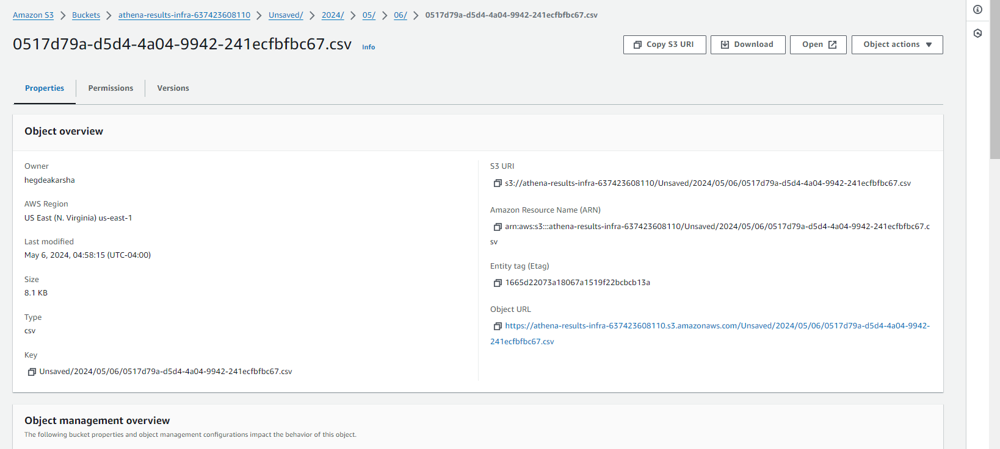 Amazon S3 > Buckets > athena-results-infra-637423608110 > Unsaved/ > 2024/ > 05/ > 06/ > 0517d79a-d5d4-4a04-9942-241ecfbfbc67.csv
0517d79a-d5d4-4a04-9942-241ecfbfbc67.csv Info
Copy S3 URI Download Open Object actions
Properties Permissions Versions
Object overview
Owner
hegdeakarsha
AWS Region
US East (N. Virginia) us-east-1
Last modified
May 6, 2024, 04:58:15 (UTC-04:00)
Size
8.1 KB
Type
csv
Key
Unsaved/2024/05/06/0517d79a-d5d4-4a04-9942-241ecfbfbc67.csv
S3 URI
s3://athena-results-infra-637423608110/Unsaved/2024/05/06/0517d79a-d5d4-4a04-9942-241ecfbfbc67.csv
Amazon Resource Name (ARN)
arn:aws:s3:::athena-results-infra-637423608110/Unsaved/2024/05/06/0517d79a-d5d4-4a04-9942-241ecfbfbc67.c
sv
Entity tag (Etag)
1665d22073a18067a1519f22bcbcb13a
Object URL
https://athena-results-infra-637423608110.s3.amazonaws.com/Unsaved/2024/05/06/0517d79a-d5d4-4a04-9942-
241ecfbfbc67.csv
Object management overview
The following bucket properties and object management configurations impact the behavior of this object.